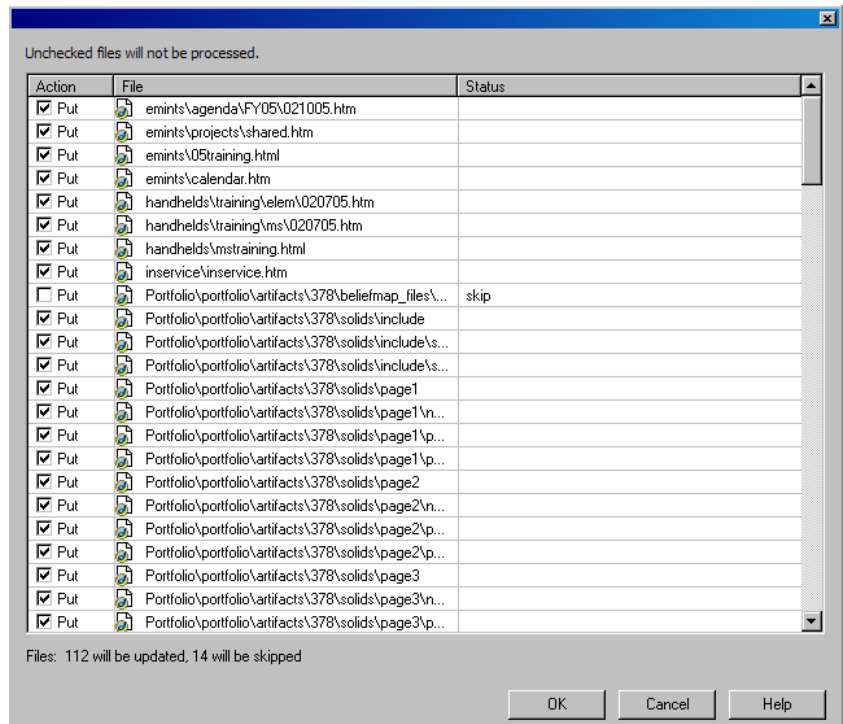 Unchecked files will not be processed.
Action File Status
Put emints\agenda\FY05\021005.htm
Put emints\projects\shared.htm
Put emints\05training.html
Put emints\calendar.htm
Put handhelds\training\elem\020705.htm
Put handhelds\training\ms\020705.htm
Put handhelds\mstraining.html
Put inservice\inservice.htm
Put Portfolio\portfolio\artifacts\378\beliefmap_files\... skip
Put Portfolio\portfolio\artifacts\378\solids\include
Put Portfolio\portfolio\artifacts\378\solids\include\s...
Put Portfolio\portfolio\artifacts\378\solids\include\s...
Put Portfolio\portfolio\artifacts\378\solids\page1
Put Portfolio\portfolio\artifacts\378\solids\page1\n...
Put Portfolio\portfolio\artifacts\378\solids\page1\p...
Put Portfolio\portfolio\artifacts\378\solids\page1\p...
Put Portfolio\portfolio\artifacts\378\solids\page2
Put Portfolio\portfolio\artifacts\378\solids\page2\n...
Put Portfolio\portfolio\artifacts\378\solids\page2\p...
Put Portfolio\portfolio\artifacts\378\solids\page2\p...
Put Portfolio\portfolio\artifacts\378\solids\page3
Put Portfolio\portfolio\artifacts\378\solids\page3\n...
Put Portfolio\portfolio\artifacts\378\solids\page3\p...
Files: 112 will be updated, 14 will be skipped
OK Cancel Help